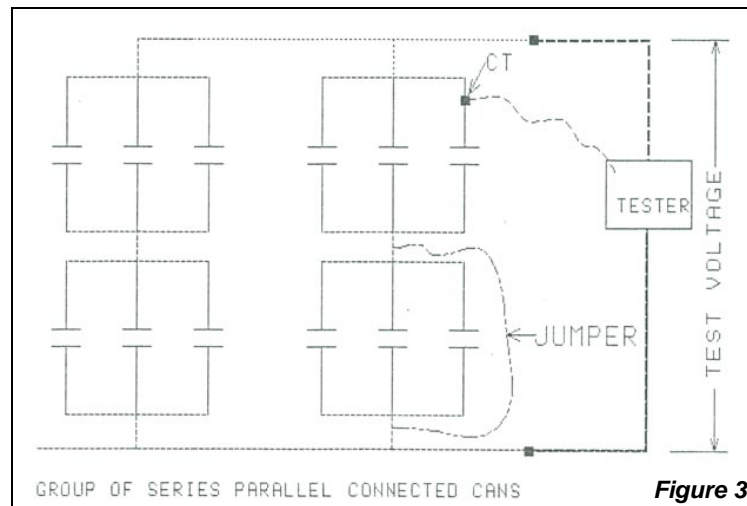 CT
TESTER
TEST VOLTAGE
JUMPER
GROUP OF SERIES PARALLEL CONNECTED CANS
Figure 3